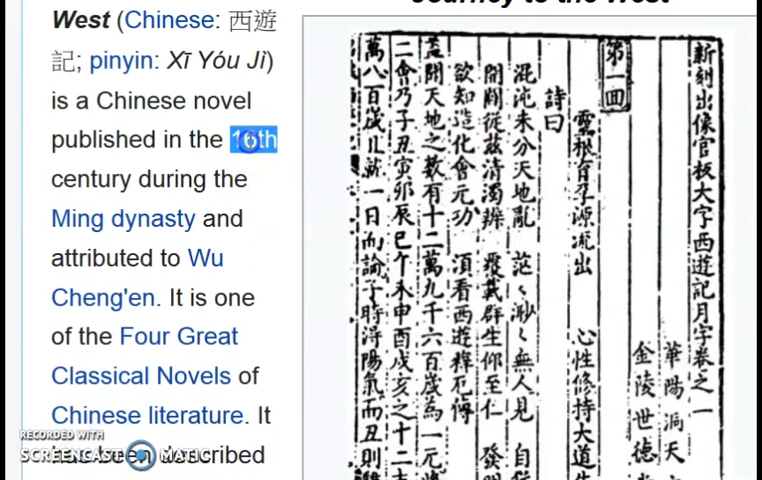 Journey to the West
West (Chinese: 西遊
記; pinyin: Xī Yóu Jì)
is a Chinese novel
published in the 16th
century during the
Ming dynasty and
attributed to Wu
Cheng'en. It is one
of the Four Great
Classical Novels of
Chinese literature. It
has been described
RECORDED WITH
SCREENCAST MATIC
新刻出像官板大字西遊記月字卷之一
華陽洞天
金陵世德
第一回
靈根育孕源流出 心性修持大道生
詩曰
混沌未分天地亂 茫〻渺〻無人見 自從
開闢從茲清濁辨 覆載群生仰至仁 發明
欲知造化會元功 須看西遊釋厄傳
蓋聞天地之數有十二萬九千六百歲為一元將
二會乃子丑寅卯辰巳午未申酉戌亥之十二支
萬八百歲 新一日而論子時得陽氣而丑則